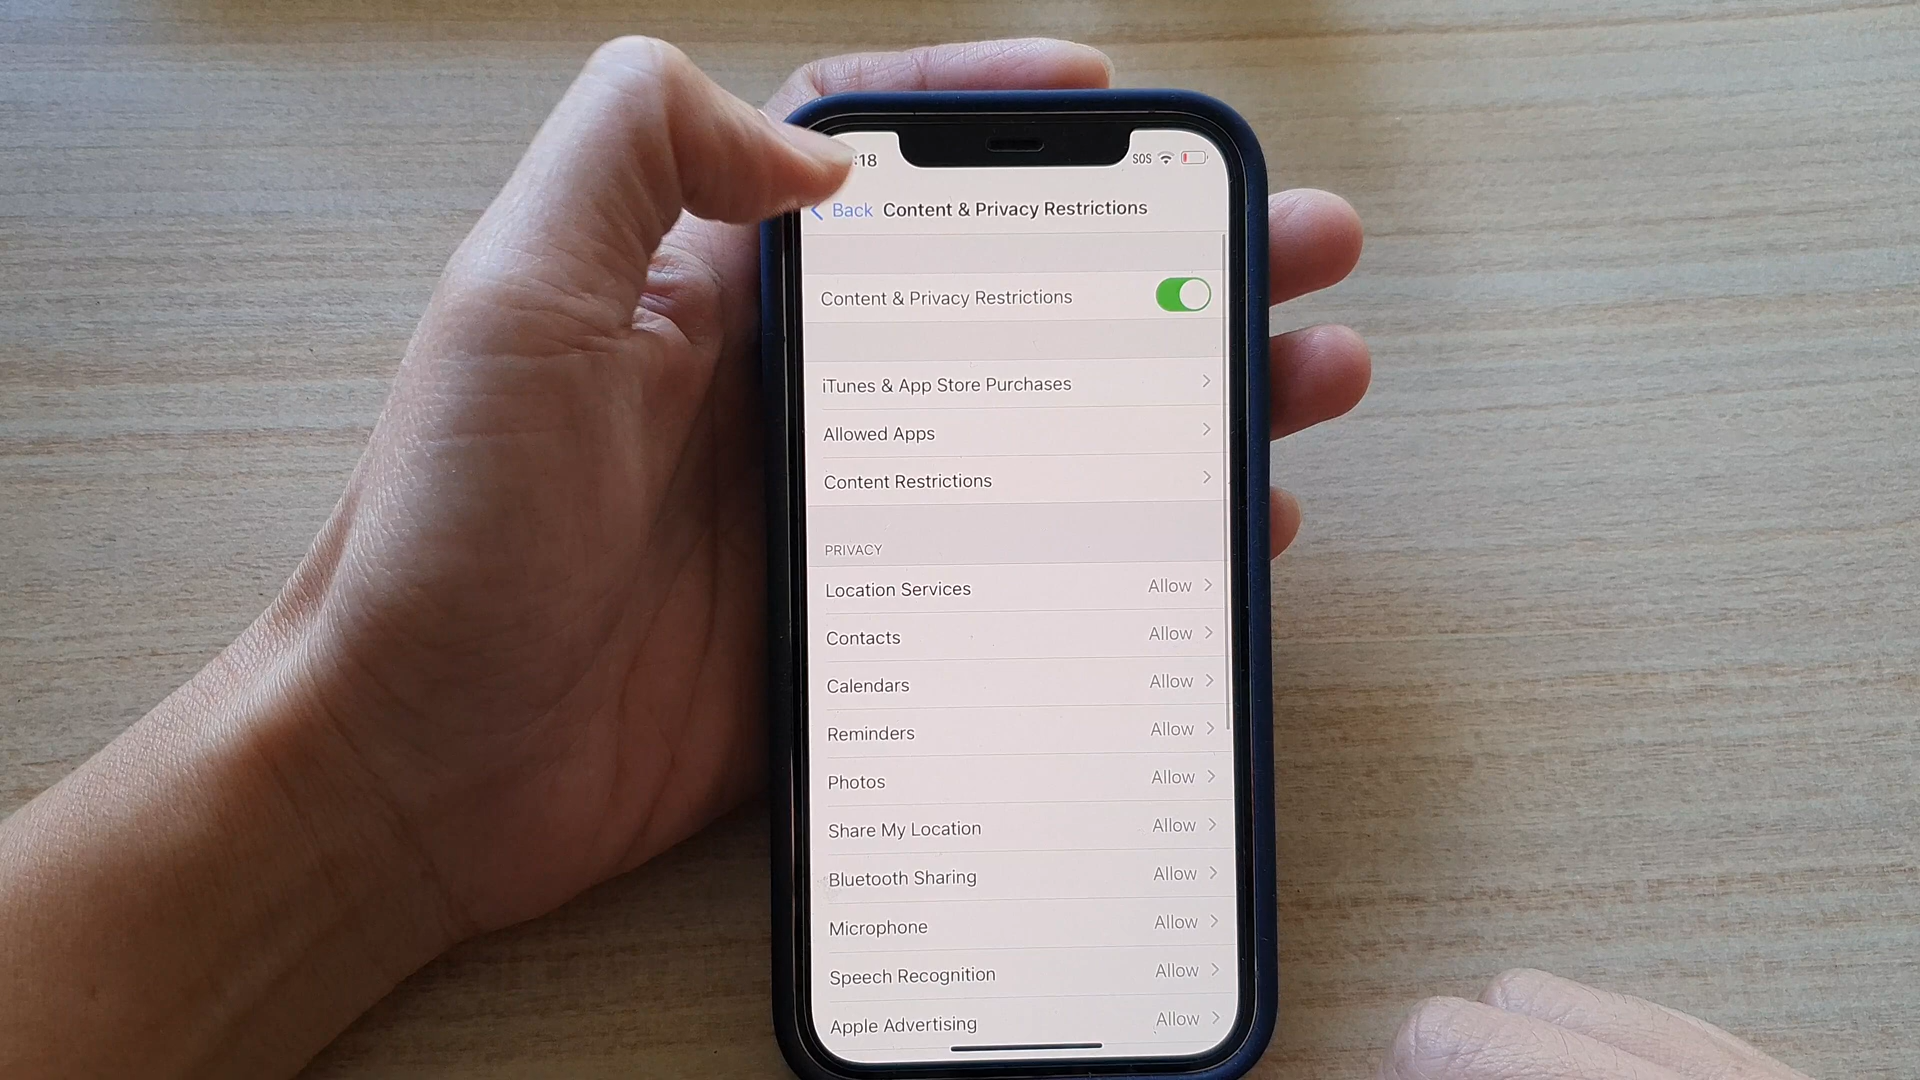 :18 SOS
Back Content & Privacy Restrictions
Content & Privacy Restrictions
iTunes & App Store Purchases
Allowed Apps
Content Restrictions
PRIVACY
Location Services Allow
Contacts Allow
Calendars Allow
Reminders Allow
Photos Allow
Share My Location Allow
Bluetooth Sharing Allow
Microphone Allow
Speech Recognition Allow
Apple Advertising Allow